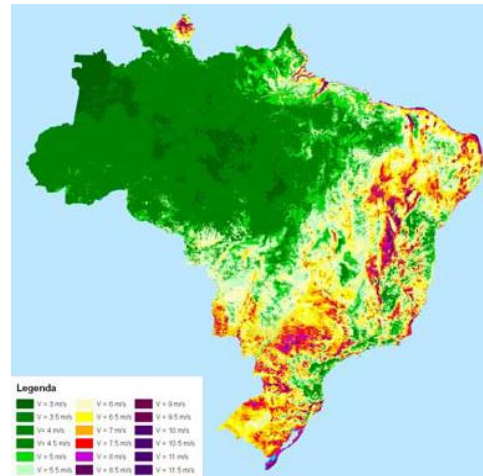 Legenda
V = 3 m/s
V = 3.5 m/s
V= 4 m/s
V = 4.5 m/s
V = 5 m/s
V = 5.5 m/s
V = 6 m/s
V = 6.5 m/s
V = 7 m/s
V = 7.5 m/s
V = 8 m/s
V = 8.5 m/s
V = 9 m/s
V = 9.5 m/s
V = 10 m/s
V = 10.5 m/s
V = 11 m/s
V = 11.5 m/s